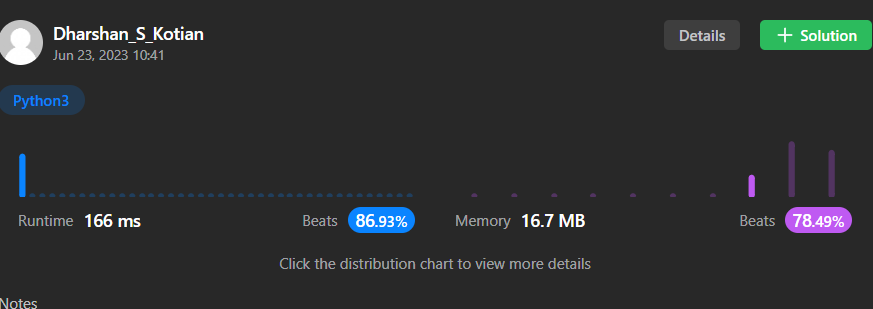 Dharshan_S_Kotian
Jun 23, 2023 10:41
Details
+ Solution
Python3
Runtime 166 ms Beats 86.93% Memory 16.7 MB Beats 78.49%
Click the distribution chart to view more details
Notes